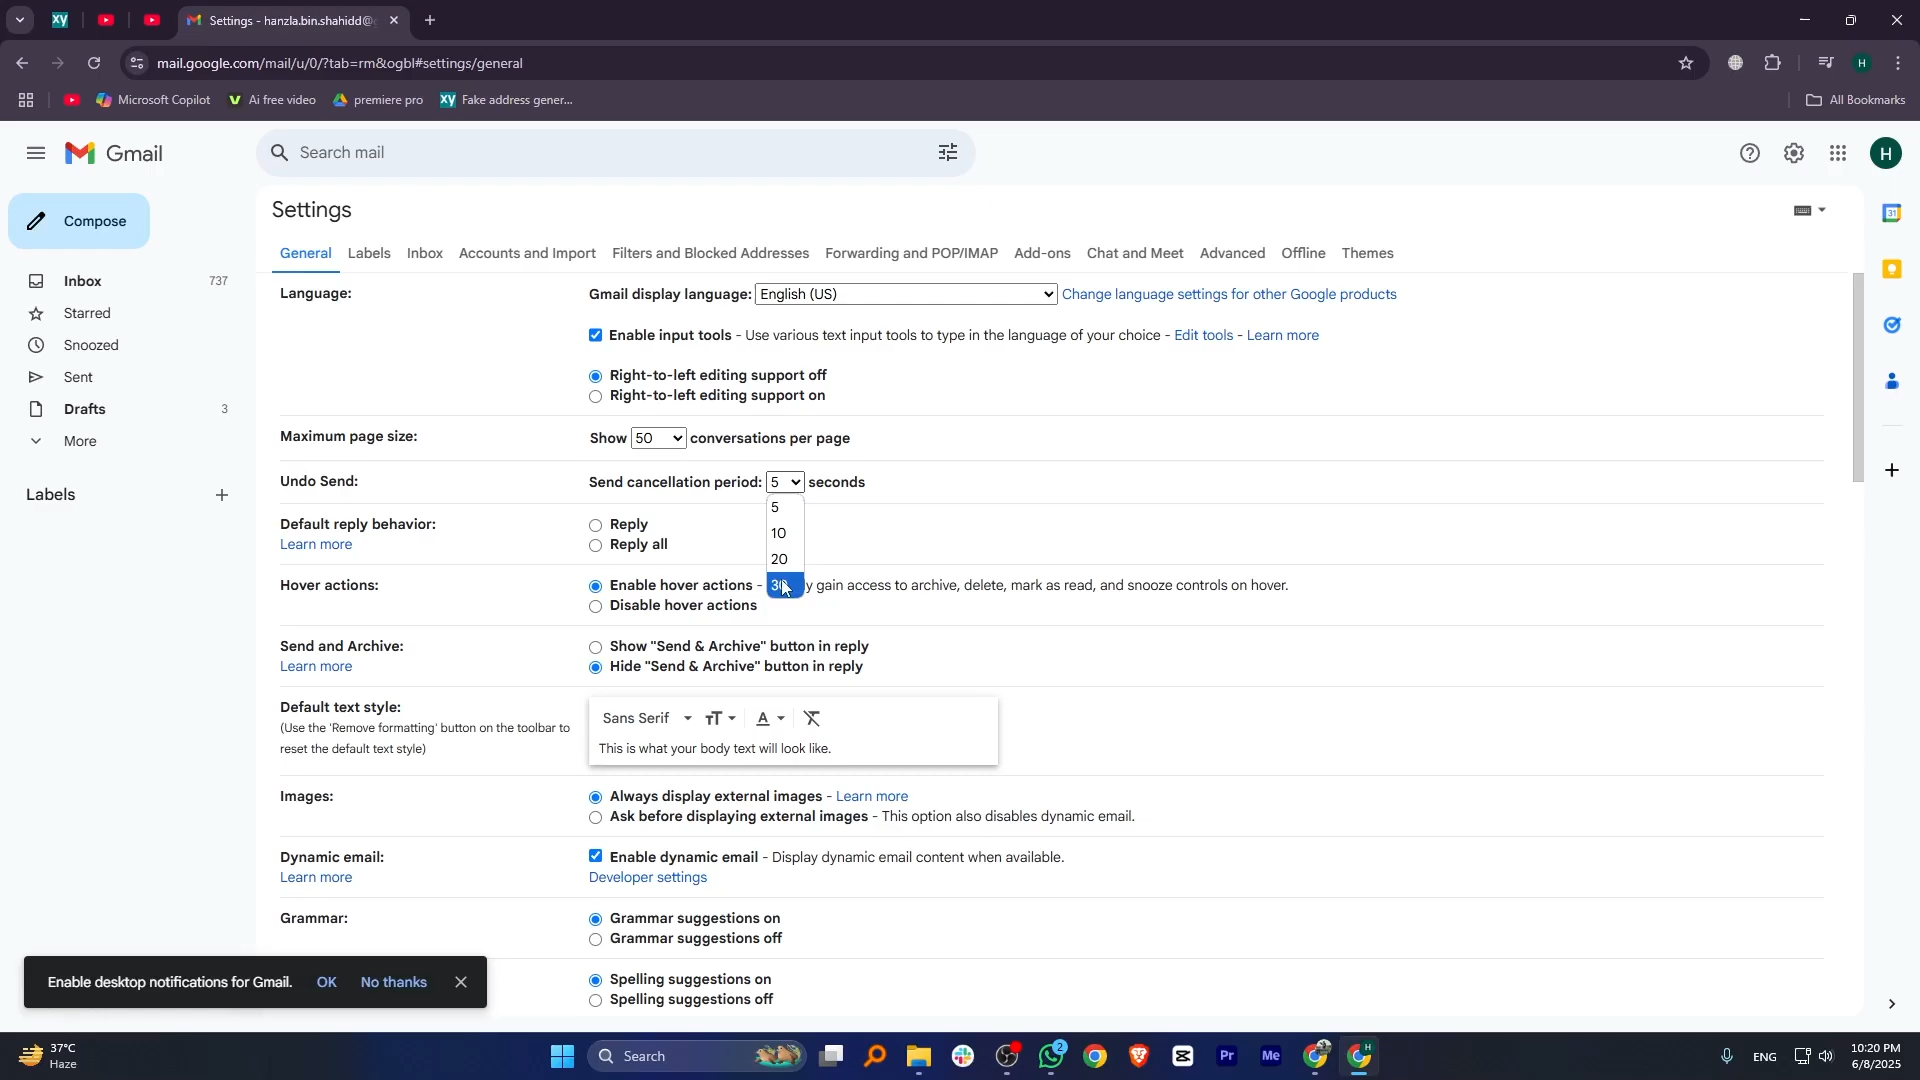 Settings - hanzla.bin.shahidd@
mail.google.com/mail/u/0/?tab=rm&ogbl#settings/general
H
Microsoft Copilot
Ai free video
premiere pro
XY
Fake address gener...
All Bookmarks
Gmail
Search mail
H
Compose
Settings
General
Labels
Inbox
Accounts and Import
Filters and Blocked Addresses
Forwarding and POP/IMAP
Add-ons
Chat and Meet
Advanced
Offline
Themes
Inbox 737
Starred
Snoozed
Sent
Drafts 3
More
Labels
Language:
Gmail display language: English (US) Change language settings for other Google products
Enable input tools - Use various text input tools to type in the language of your choice - Edit tools - Learn more
Right-to-left editing support off
Right-to-left editing support on
Maximum page size:
Show 50 conversations per page
Undo Send:
Send cancellation period: 5 seconds
5
10
20
Default reply behavior:
Learn more
Reply
Reply all
Hover actions:
Enable hover actions - gain access to archive, delete, mark as read, and snooze controls on hover.
Disable hover actions
Send and Archive:
Learn more
Show "Send & Archive" button in reply
Hide "Send & Archive" button in reply
Default text style:
(Use the 'Remove formatting' button on the toolbar to
reset the default text style)
Sans Serif
This is what your body text will look like.
Images:
Always display external images - Learn more
Ask before displaying external images - This option also disables dynamic email.
Dynamic email:
Learn more
Enable dynamic email - Display dynamic email content when available.
Developer settings
Grammar:
Grammar suggestions on
Grammar suggestions off
Spelling suggestions on
Spelling suggestions off
Enable desktop notifications for Gmail. OK No thanks
37°C
Haze
Search
2
Pr
Me
ENG
10:20 PM
6/8/2025